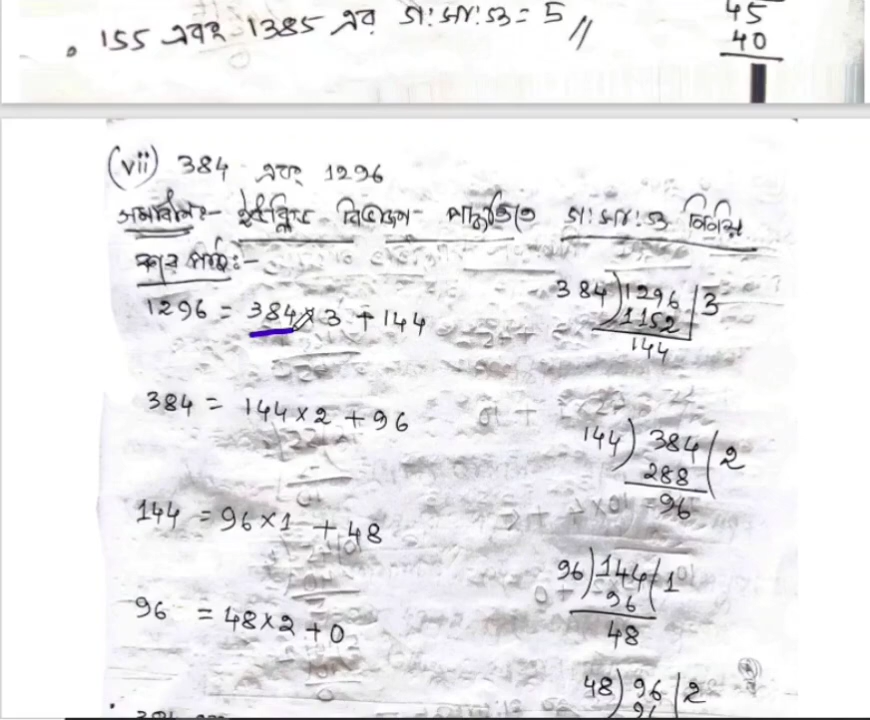 155 এবং 1385 এর গ: সা: উ = 5 //
45
40
(vii) 384 এবং 1296
সমাধানঃ- ইউক্লিড বিভাজন পদ্ধতিৰে গ: সা: উ নিৰ্ণয়
কৰি পাওঁ:-
1296 = 384 × 3 + 144
384)1296(3
1152
144
384 = 144 × 2 + 96
144)384(2
288
96
144 = 96 × 1 + 48
96)144(1
96
48
96 = 48 × 2 + 0
48)96(2